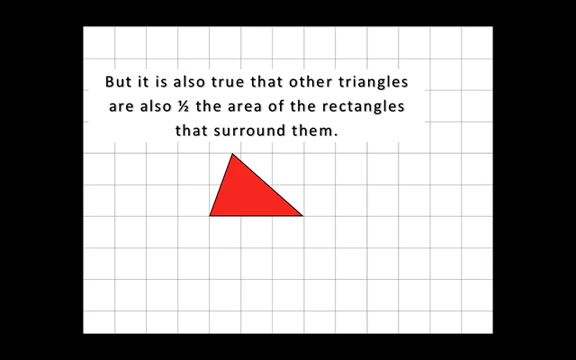 But it is also true that other triangles
are also ½ the area of the rectangles
that surround them.